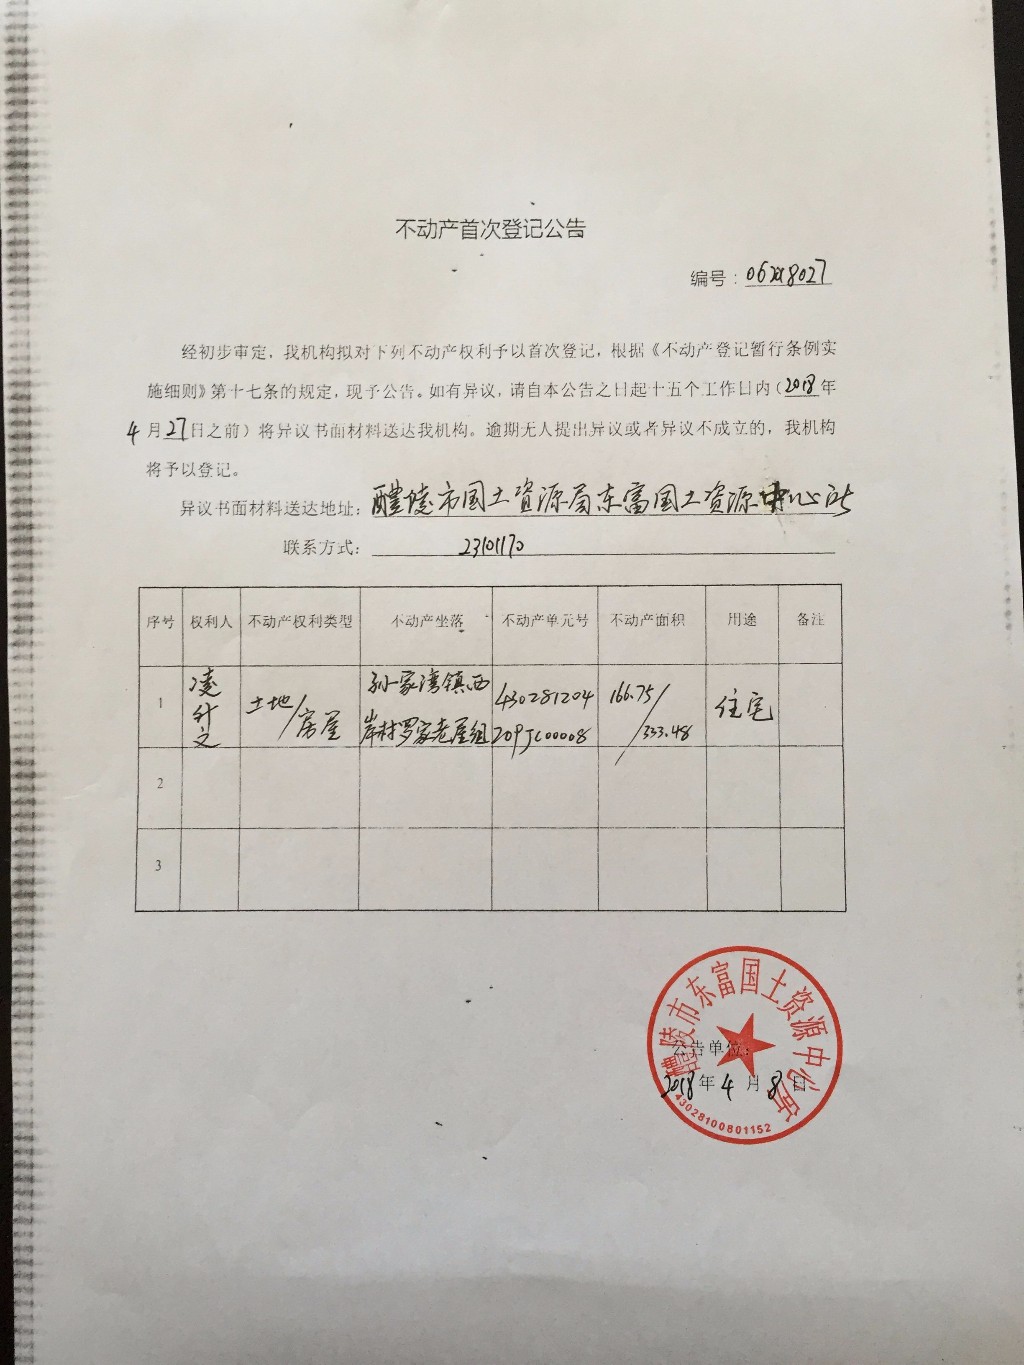 不动产首次登记公告
编号:062018027
经初步审定,我机构拟对下列不动产权利予以首次登记,根据《不动产登记暂行条例实
施细则》第十七条的规定,现予公告。如有异议,请自本公告之日起十五个工作日内(2018年
4月27日之前)将异议书面材料送达我机构。逾期无人提出异议或者异议不成立的,我机构
将予以登记。
异议书面材料送达地址:醴陵市国土资源局东富国土资源中心所
联系方式: 23101170
序号 权利人 不动产权利类型 不动产坐落 不动产单元号 不动产面积 用途 备注
1 凌升文 土地/房屋 孙家湾镇西岸村罗家老屋组 430281204209JC00008 166.75/333.48 住宅
2
3
醴陵市东富国土资源中心所
公告单位:
2018年4月8日
43028100801152